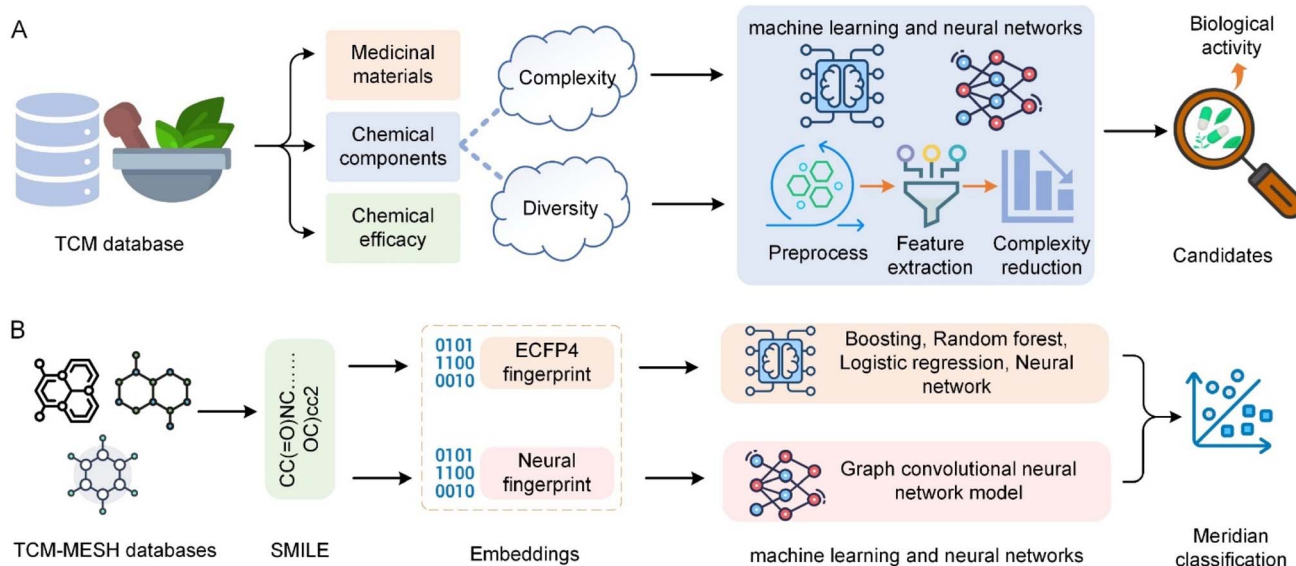 A
TCM database
Medicinal
materials
Chemical
components
Chemical
efficacy
Complexity
Diversity
machine learning and neural networks
Preprocess
Feature
extraction
Complexity
reduction
Biological
activity
Candidates
B
TCM-MESH databases
CC(=O)NC......
OC)cc2
SMILE
0101
1100
0010
ECFP4
fingerprint
0101
1100
0010
Neural
fingerprint
Embeddings
Boosting, Random forest,
Logistic regression, Neural
network
Graph convolutional neural
network model
machine learning and neural networks
Meridian
classification